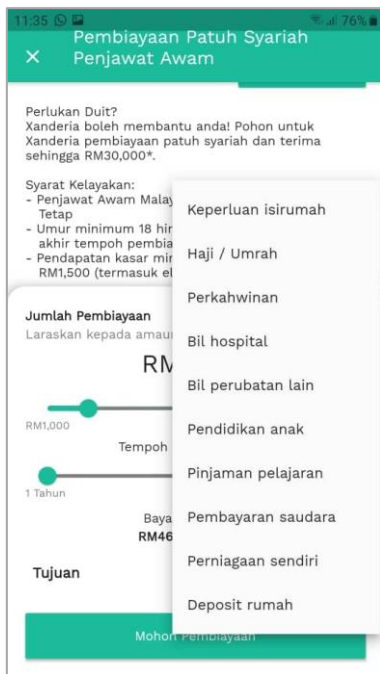 11:35 76%
Pembiayaan Patuh Syariah
Penjawat Awam
Perlukan Duit?
Xanderia boleh membantu anda! Pohon untuk
Xanderia pembiayaan patuh syariah dan terima
sehingga RM30,000*.
Syarat Kelayakan:
- Penjawat Awam Malay
Tetap
- Umur minimum 18 hin
akhir tempoh pembia
- Pendapatan kasar min
RM1,500 (termasuk el
Jumlah Pembiayaan
Laraskan kepada amaun
RM
RM1,000
Tempoh
1 Tahun
Baya
RM46
Tujuan
Keperluan isirumah
Haji / Umrah
Perkahwinan
Bil hospital
Bil perubatan lain
Pendidikan anak
Pinjaman pelajaran
Pembayaran saudara
Perniagaan sendiri
Deposit rumah
Mohon Pembiayaan